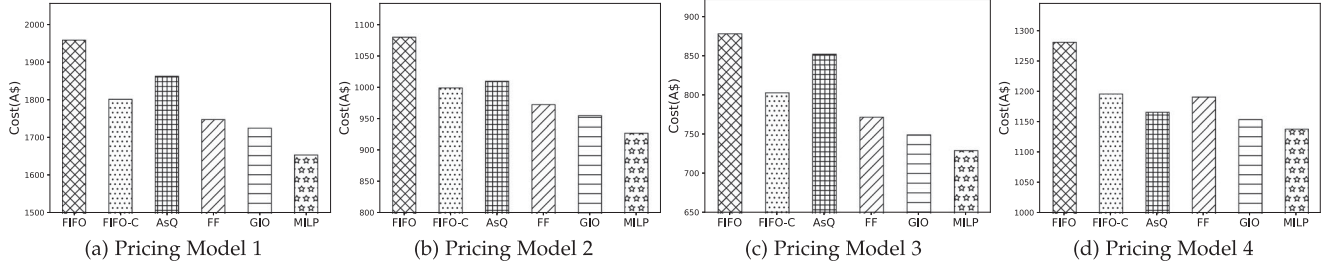 Cost(A$)
2000
1900
1800
1700
1600
1500
FIFO FIFO-C AsQ FF GIO MILP
(a) Pricing Model 1
Cost(A$)
1100
1050
1000
950
900
850
800
FIFO FIFO-C AsQ FF GIO MILP
(b) Pricing Model 2
Cost(A$)
900
850
800
750
700
650
FIFO FIFO-C AsQ FF GIO MILP
(c) Pricing Model 3
Cost(A$)
1300
1250
1200
1150
1100
1050
1000
FIFO FIFO-C AsQ FF GIO MILP
(d) Pricing Model 4